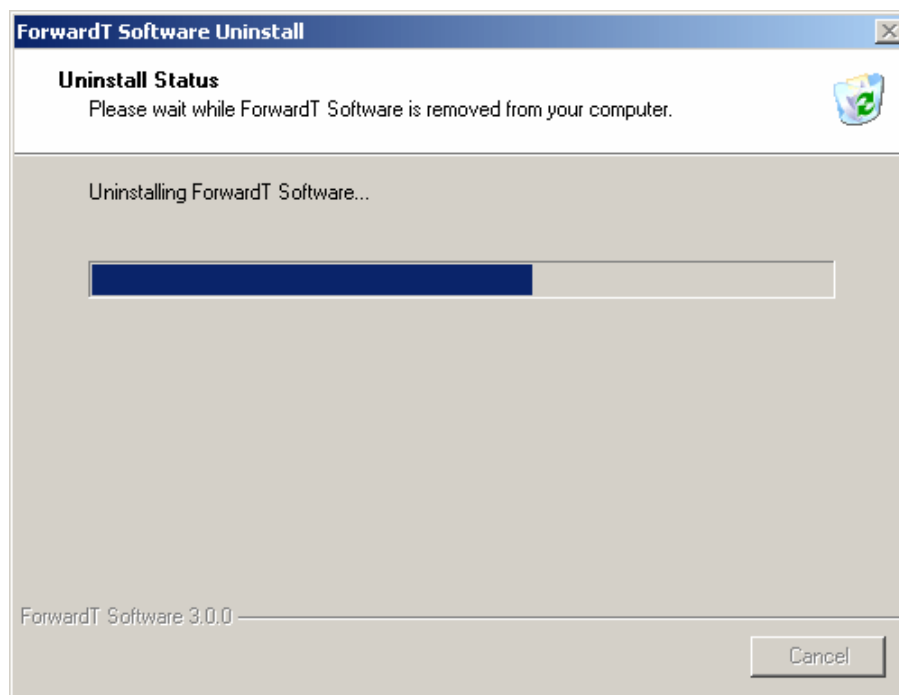 ForwardT Software Uninstall
Uninstall Status
Please wait while ForwardT Software is removed from your computer.
Uninstalling ForwardT Software...
ForwardT Software 3.0.0
Cancel